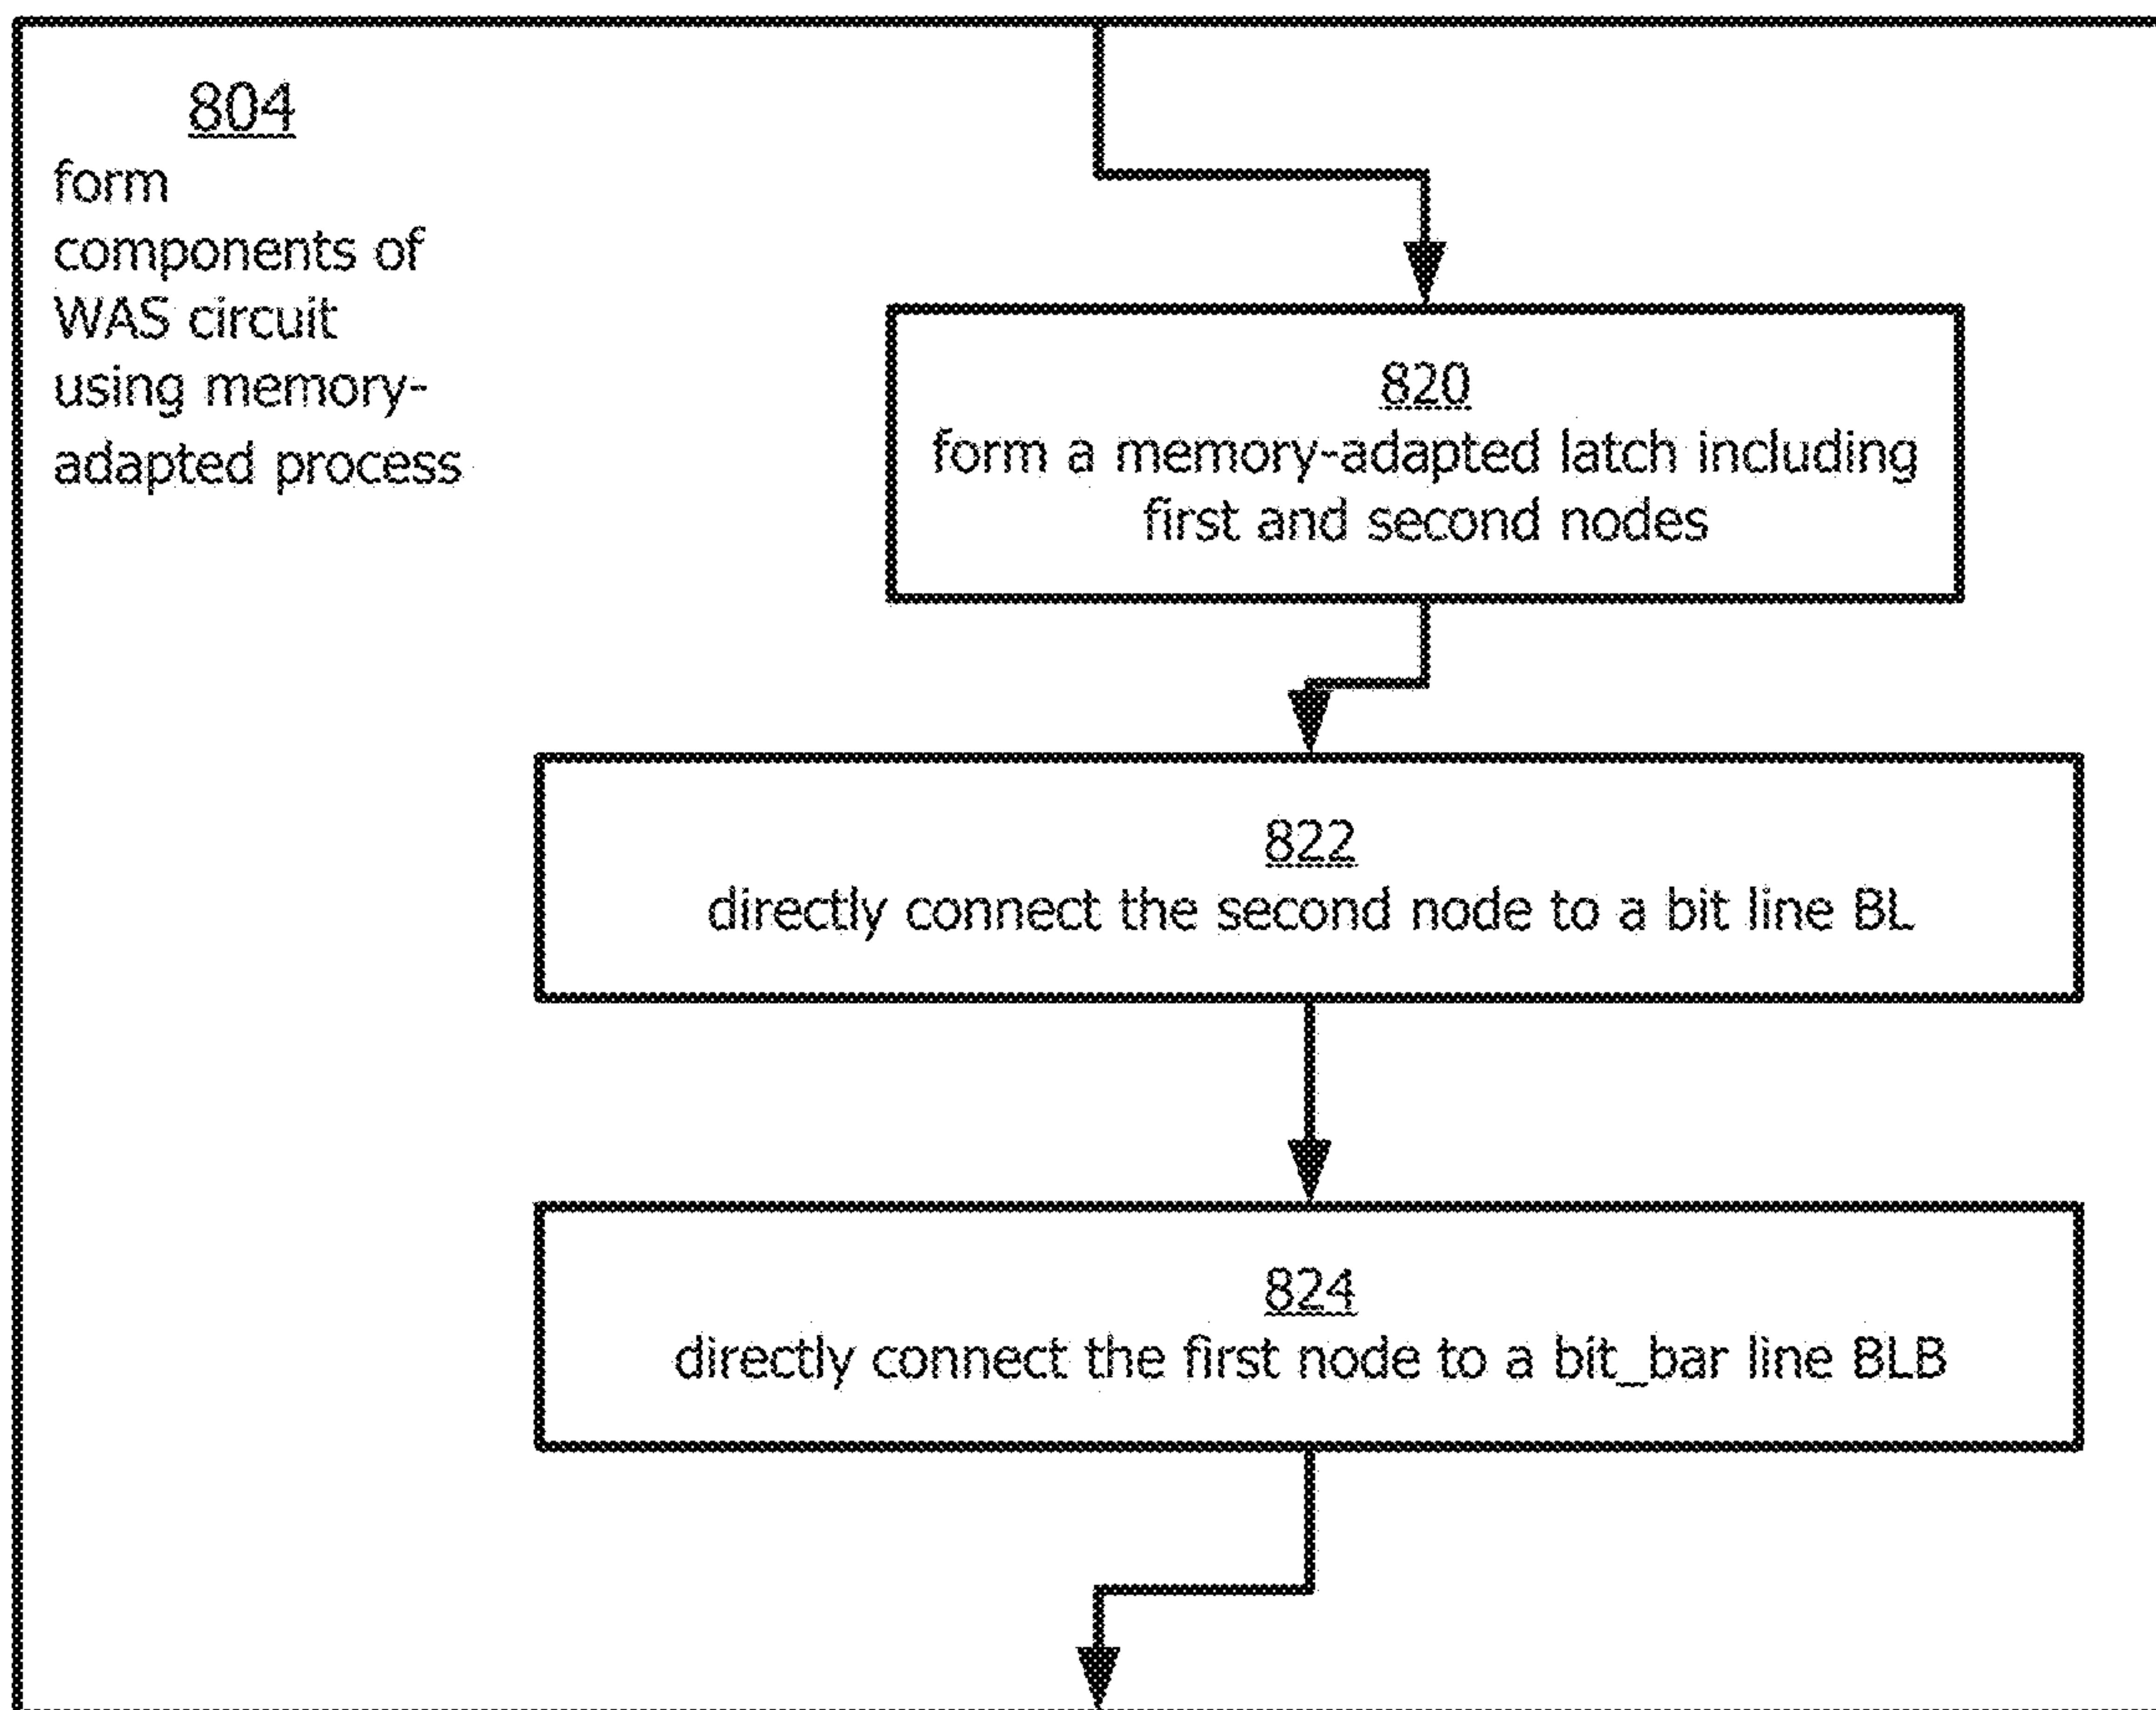 804
form
components of
WAS circuit
using memory-
adapted process
820
form a memory-adapted latch including
first and second nodes
822
directly connect the second node to a bit line BL
824
directly connect the first node to a bit_bar line BLB